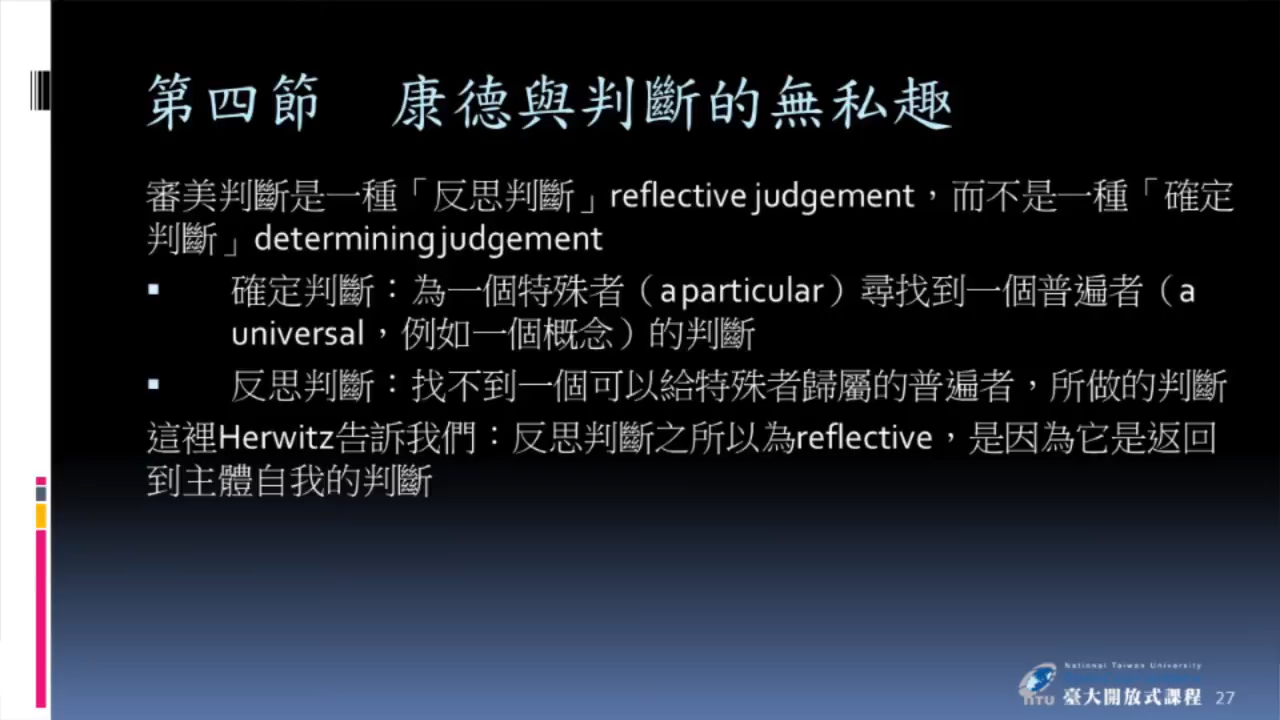 第四節　康德與判斷的無私趣
審美判斷是一種「反思判斷」reflective judgement，而不是一種「確定
判斷」determining judgement
▪ 確定判斷：為一個特殊者（a particular）尋找到一個普遍者（a
universal，例如一個概念）的判斷
▪ 反思判斷：找不到一個可以給特殊者歸屬的普遍者，所做的判斷
這裡Herwitz告訴我們：反思判斷之所以為reflective，是因為它是返回
到主體自我的判斷
National Taiwan University
NTU 臺大開放式課程 27